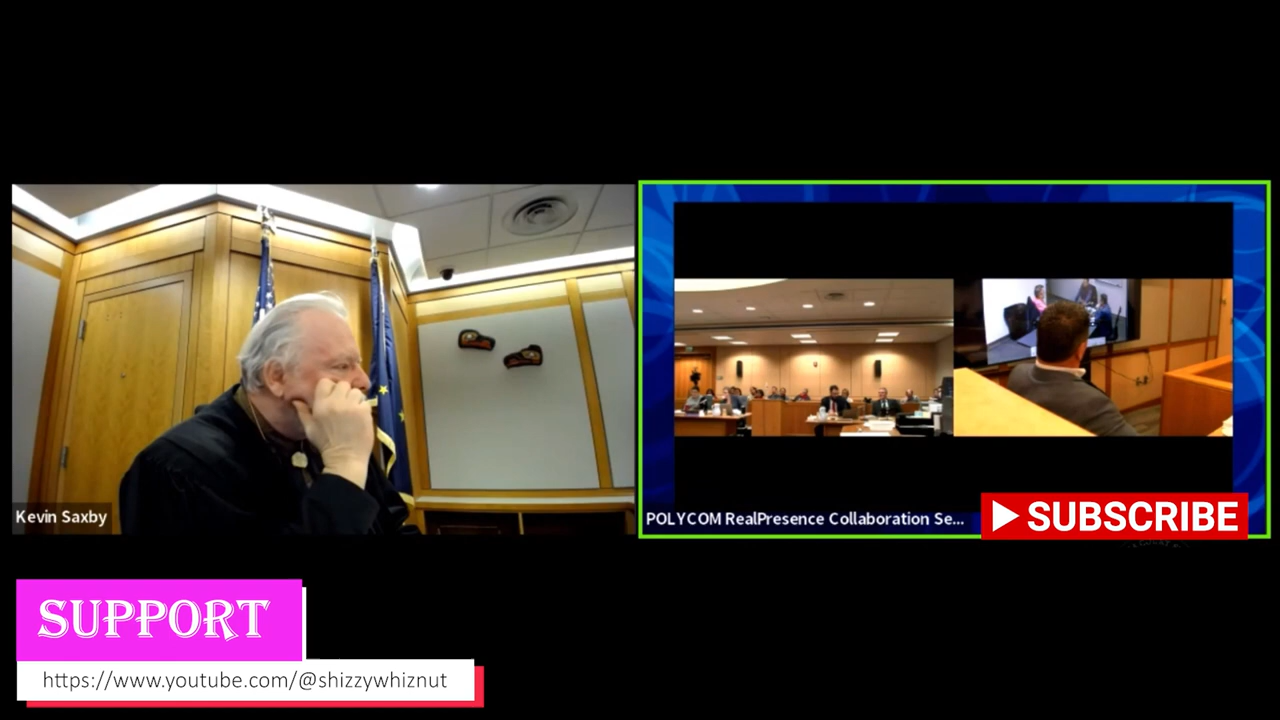 Kevin Saxby
POLYCOM RealPresence Collaboration Se...
SUBSCRIBE
SUPPORT
https://www.youtube.com/@shizzywhiznut